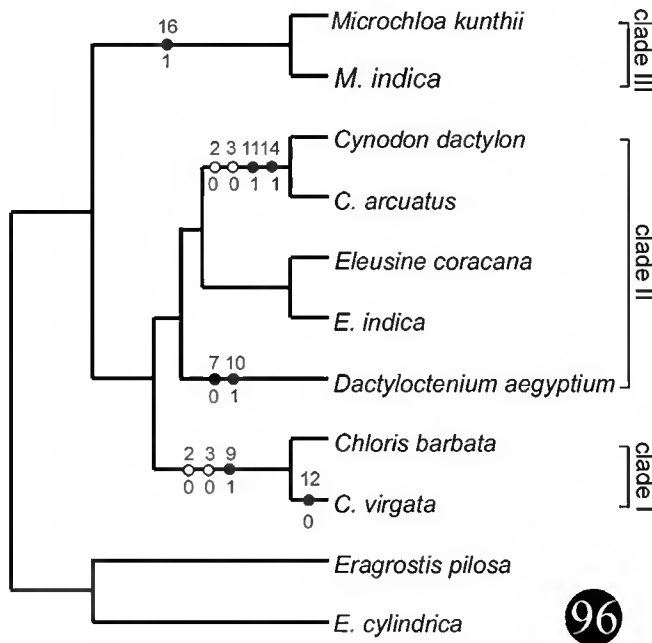 Microchloa kunthii
16
1
M. indica
clade III
Cynodon dactylon
2 3 11 14
0 0 1 1
C. arcuatus
Eleusine coracana
clade II
E. indica
7 10
0 1
Dactyloctenium aegyptium
Chloris barbata
2 3 9
0 0 1
12
0
C. virgata
clade I
Eragrostis pilosa
E. cylindrica
96